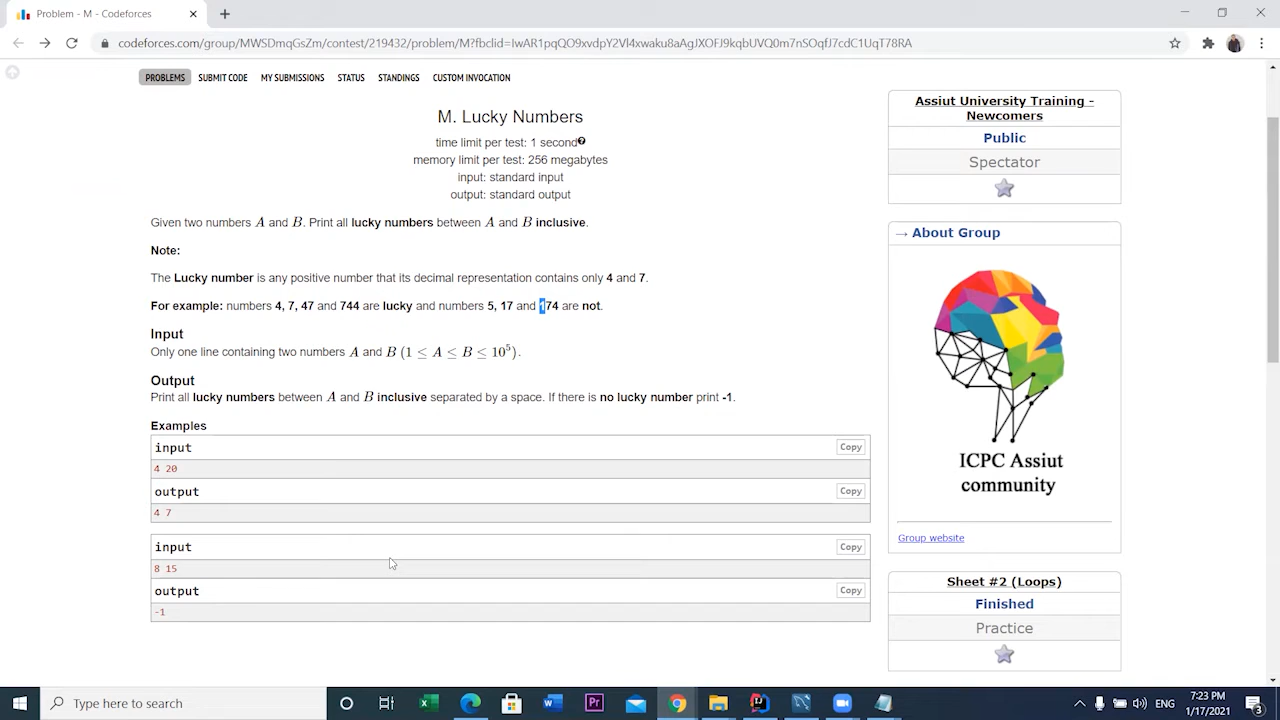 Problem - M - Codeforces
codeforces.com/group/MWSDmqGsZm/contest/219432/problem/M?fbclid=IwAR1pqQO9xvdpY2Vl4xwaku8aAgJXOFJ9kqbUVQ0m7nSOqfJ7cdC1UqT78RA
PROBLEMS SUBMIT CODE MY SUBMISSIONS STATUS STANDINGS CUSTOM INVOCATION
M. Lucky Numbers
time limit per test: 1 second
memory limit per test: 256 megabytes
input: standard input
output: standard output
Given two numbers A and B. Print all lucky numbers between A and B inclusive.
Note:
The Lucky number is any positive number that its decimal representation contains only 4 and 7.
For example: numbers 4, 7, 47 and 744 are lucky and numbers 5, 17 and 174 are not.
Input
Only one line containing two numbers A and B (1 ≤ A ≤ B ≤ 10⁵).
Output
Print all lucky numbers between A and B inclusive separated by a space. If there is no lucky number print -1.
Examples
input Copy
4 20
output Copy
4 7
input Copy
8 15
output Copy
-1
Assiut University Training -
Newcomers
Public
Spectator
→ About Group
ICPC Assiut
community
Group website
Sheet #2 (Loops)
Finished
Practice
Type here to search
7:23 PM
1/17/2021
3